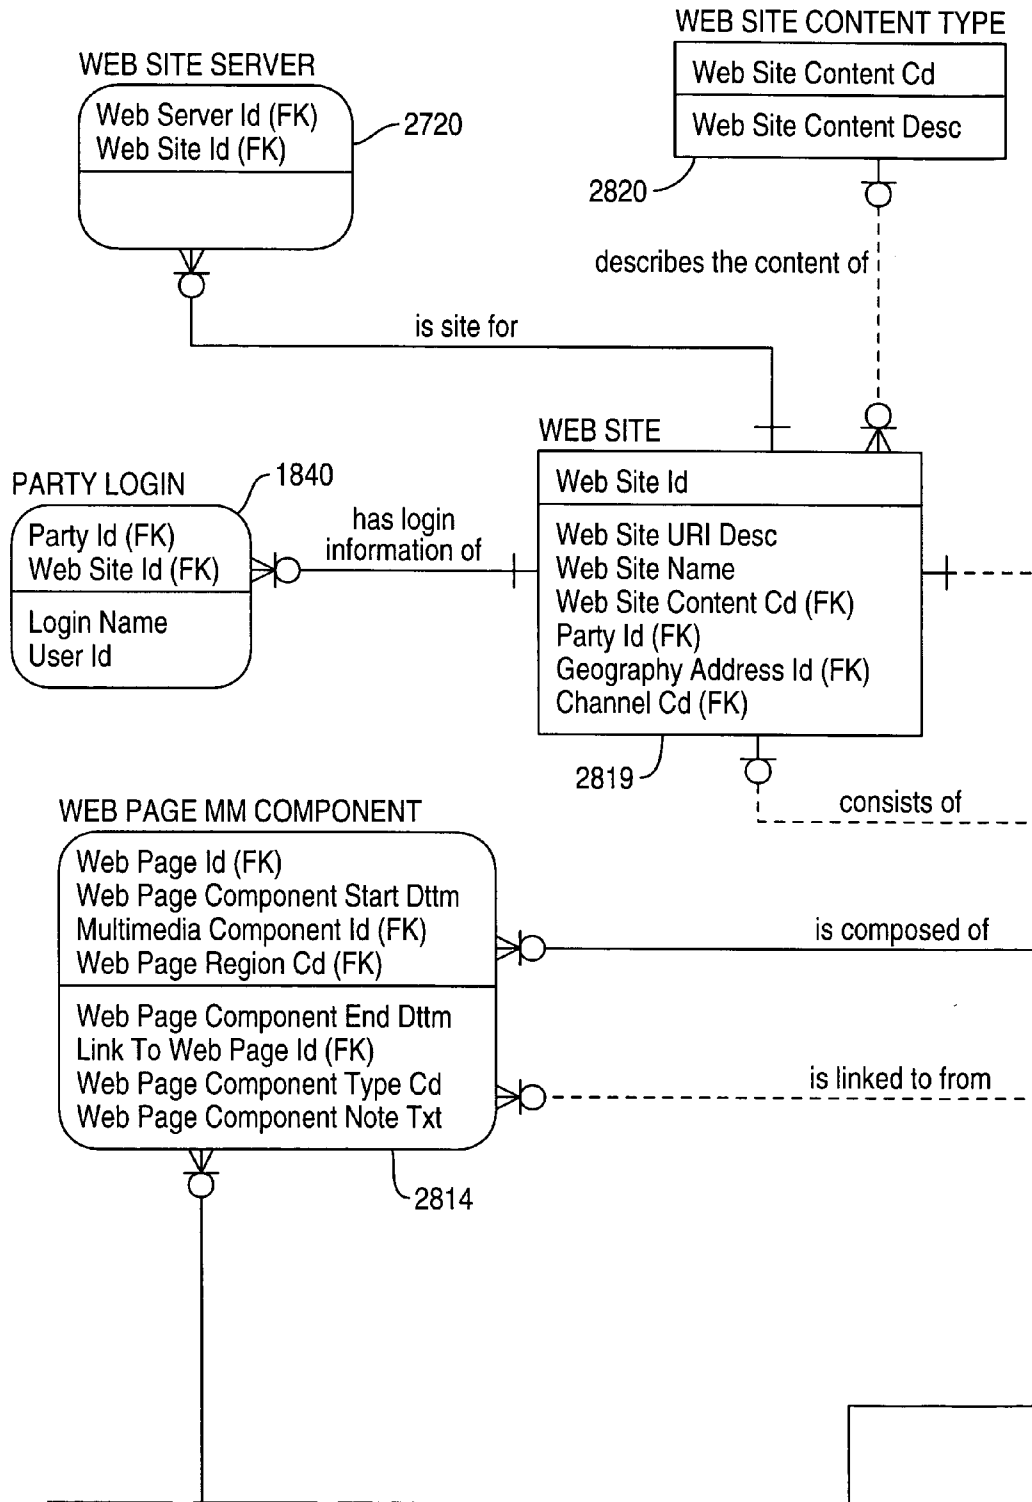 WEB SITE CONTENT TYPE
Web Site Content Cd
Web Site Content Desc
2820
WEB SITE SERVER
Web Server Id (FK)
Web Site Id (FK)
2720
describes the content of
is site for
WEB SITE
Web Site Id
Web Site URI Desc
Web Site Name
Web Site Content Cd (FK)
Party Id (FK)
Geography Address Id (FK)
Channel Cd (FK)
2819
PARTY LOGIN
1840
Party Id (FK)
Web Site Id (FK)
Login Name
User Id
has login
information of
consists of
WEB PAGE MM COMPONENT
Web Page Id (FK)
Web Page Component Start Dttm
Multimedia Component Id (FK)
Web Page Region Cd (FK)
Web Page Component End Dttm
Link To Web Page Id (FK)
Web Page Component Type Cd
Web Page Component Note Txt
2814
is composed of
is linked to from